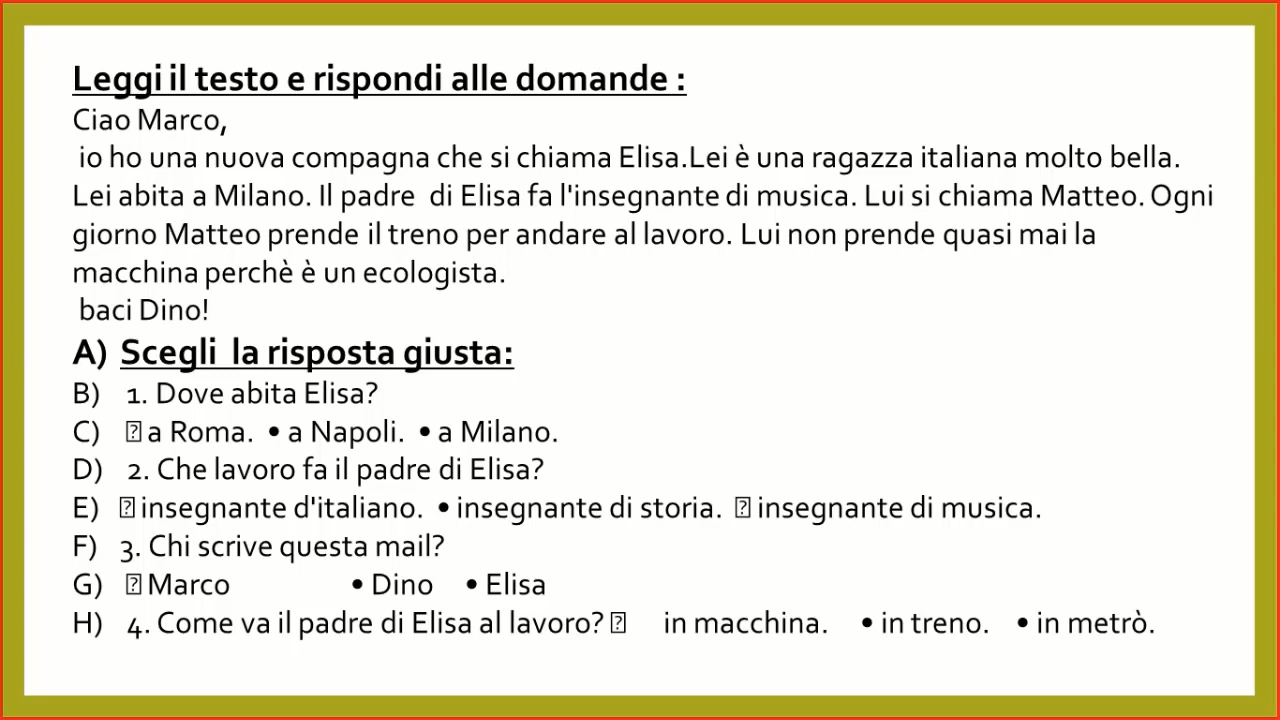 Leggi il testo e rispondi alle domande :
Ciao Marco,
io ho una nuova compagna che si chiama Elisa.Lei è una ragazza italiana molto bella.
Lei abita a Milano. Il padre di Elisa fa l'insegnante di musica. Lui si chiama Matteo. Ogni
giorno Matteo prende il treno per andare al lavoro. Lui non prende quasi mai la
macchina perchè è un ecologista.
baci Dino!
A) Scegli la risposta giusta:
B) 1. Dove abita Elisa?
C) 🯄 a Roma. • a Napoli. • a Milano.
D) 2. Che lavoro fa il padre di Elisa?
E) 🯄 insegnante d'italiano. • insegnante di storia. 🯄 insegnante di musica.
F) 3. Chi scrive questa mail?
G) 🯄 Marco • Dino • Elisa
H) 4. Come va il padre di Elisa al lavoro? 🯄 in macchina. • in treno. • in metrò.